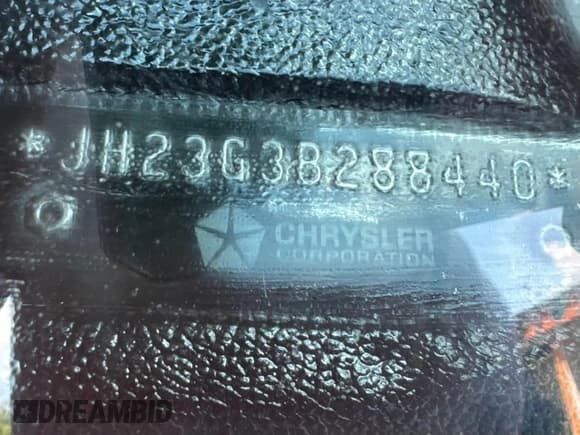 *JH23G3B288440*
CHRYSLER
CORPORATION
DREAMBID